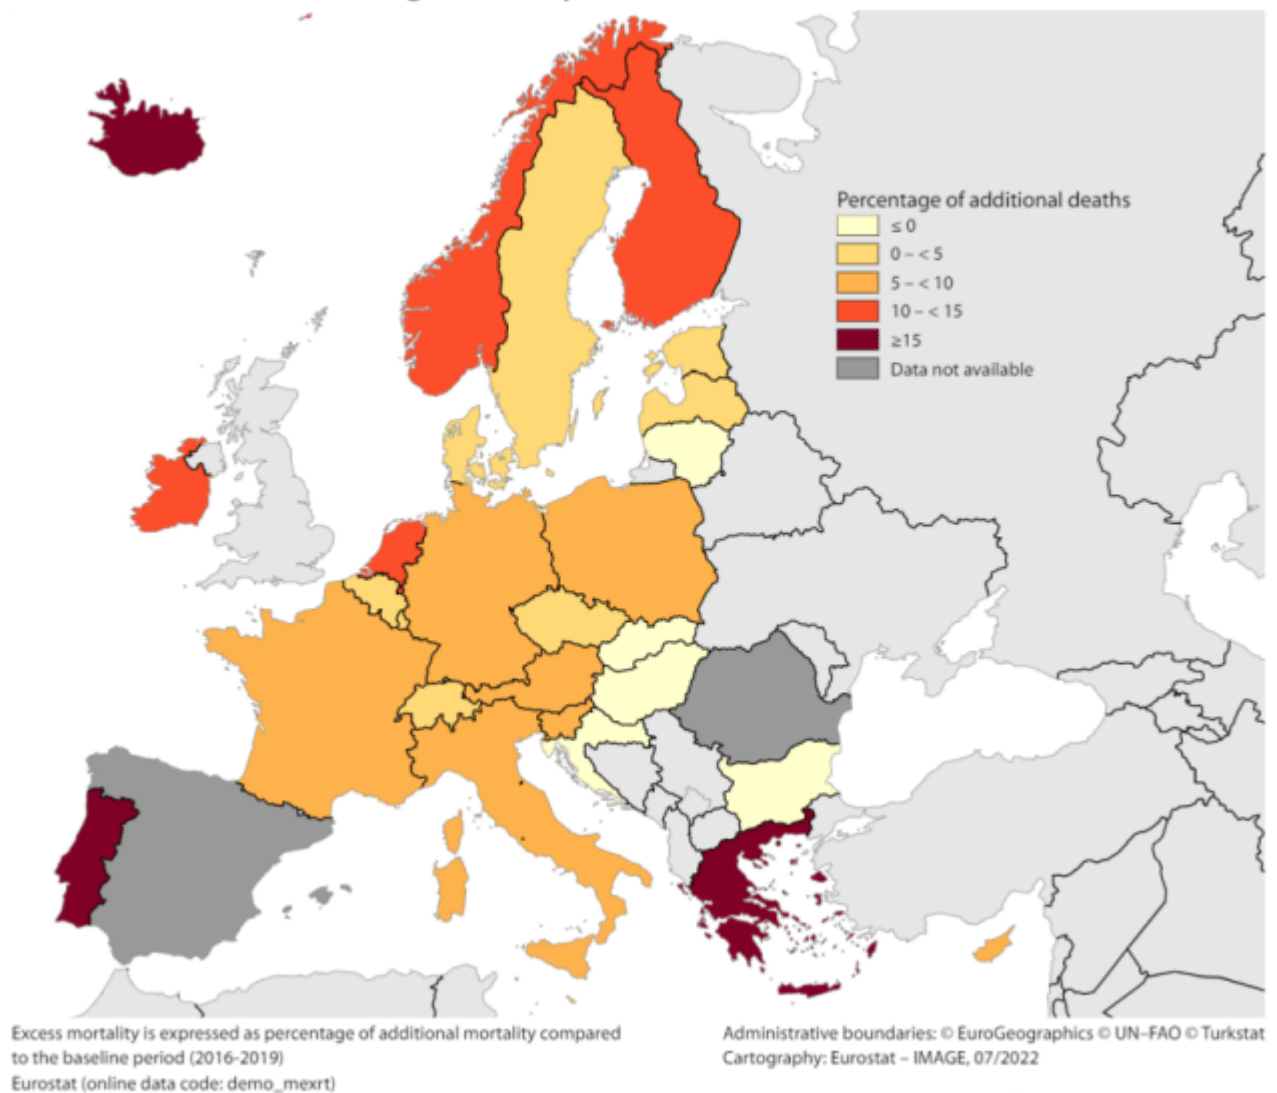 Percentage of additional deaths
≤ 0
0 – < 5
5 – < 10
10 – < 15
≥15
Data not available
Excess mortality is expressed as percentage of additional mortality compared
to the baseline period (2016-2019)
Eurostat (online data code: demo_mexrt)
Administrative boundaries: © EuroGeographics © UN–FAO © Turkstat
Cartography: Eurostat – IMAGE, 07/2022